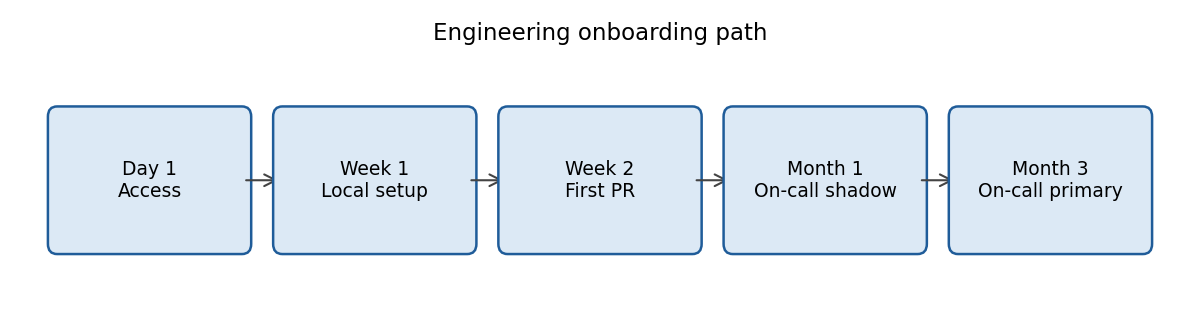 Engineering onboarding path
Day 1
Access
Week 1
Local setup
Week 2
First PR
Month 1
On-call shadow
Month 3
On-call primary